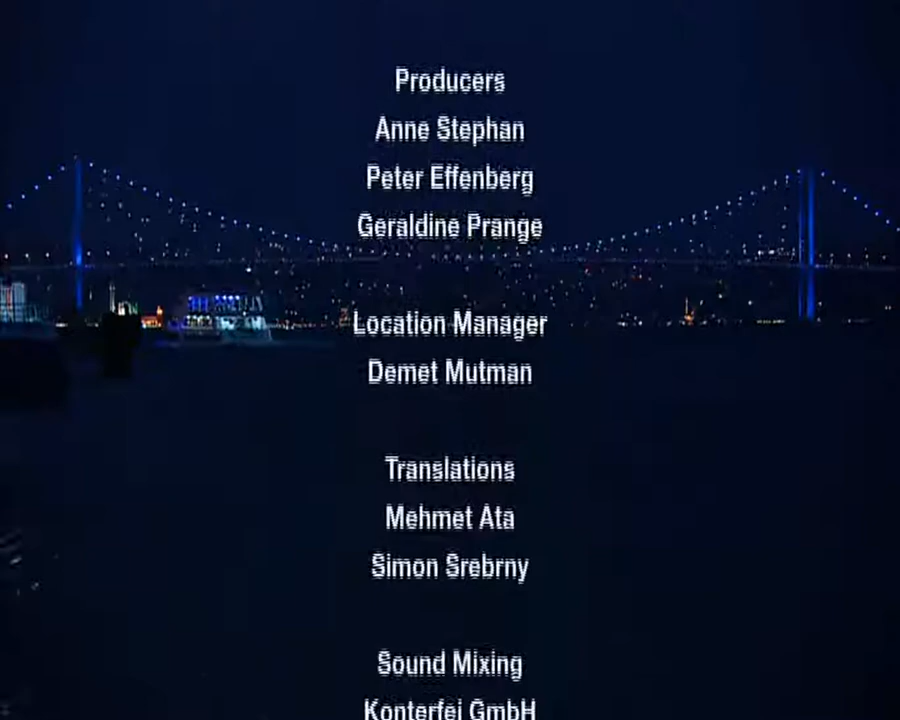 Producers
Anne Stephan
Peter Effenberg
Geraldine Prange
Location Manager
Demet Mutman
Translations
Mehmet Ata
Simon Srebrny
Sound Mixing
Konterfei GmbH